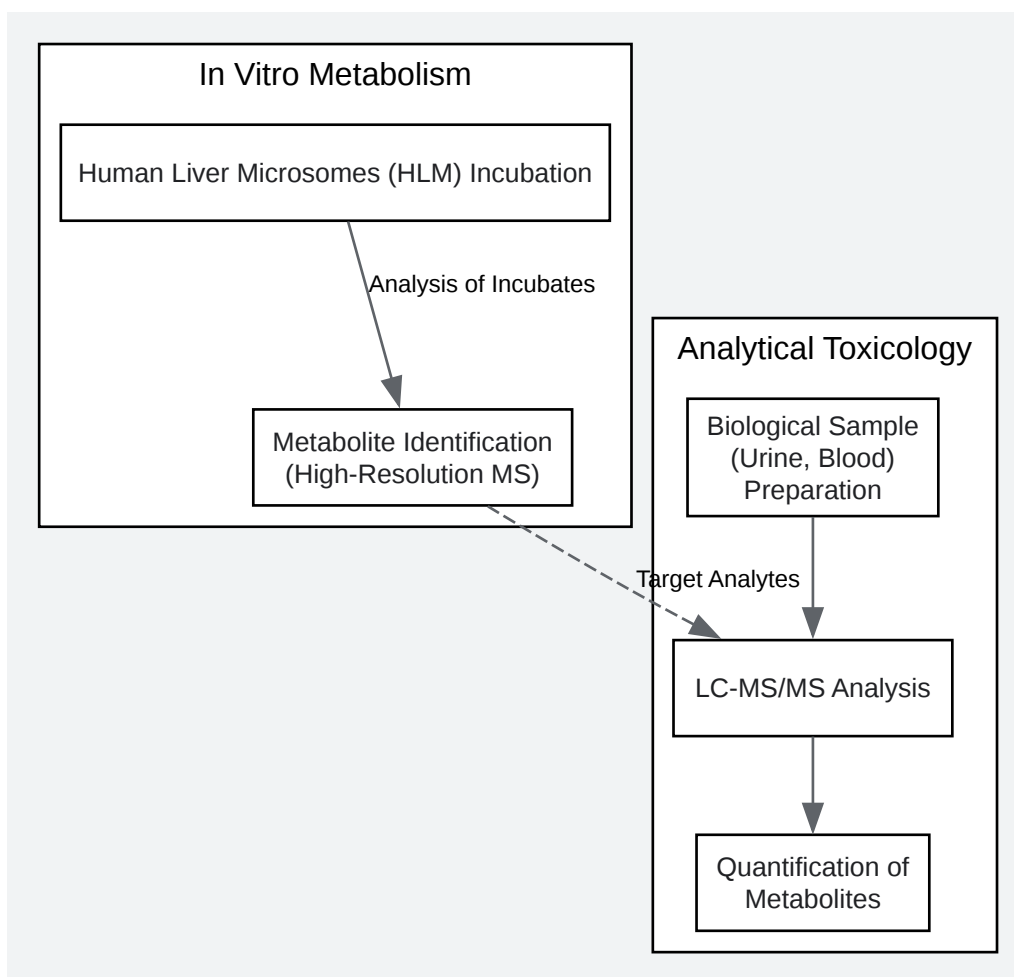 In Vitro Metabolism
Human Liver Microsomes (HLM) Incubation
Analysis of Incubates
Metabolite Identification
(High-Resolution MS)
Analytical Toxicology
Biological Sample
(Urine, Blood)
Preparation
Target Analytes
LC-MS/MS Analysis
Quantification of
Metabolites